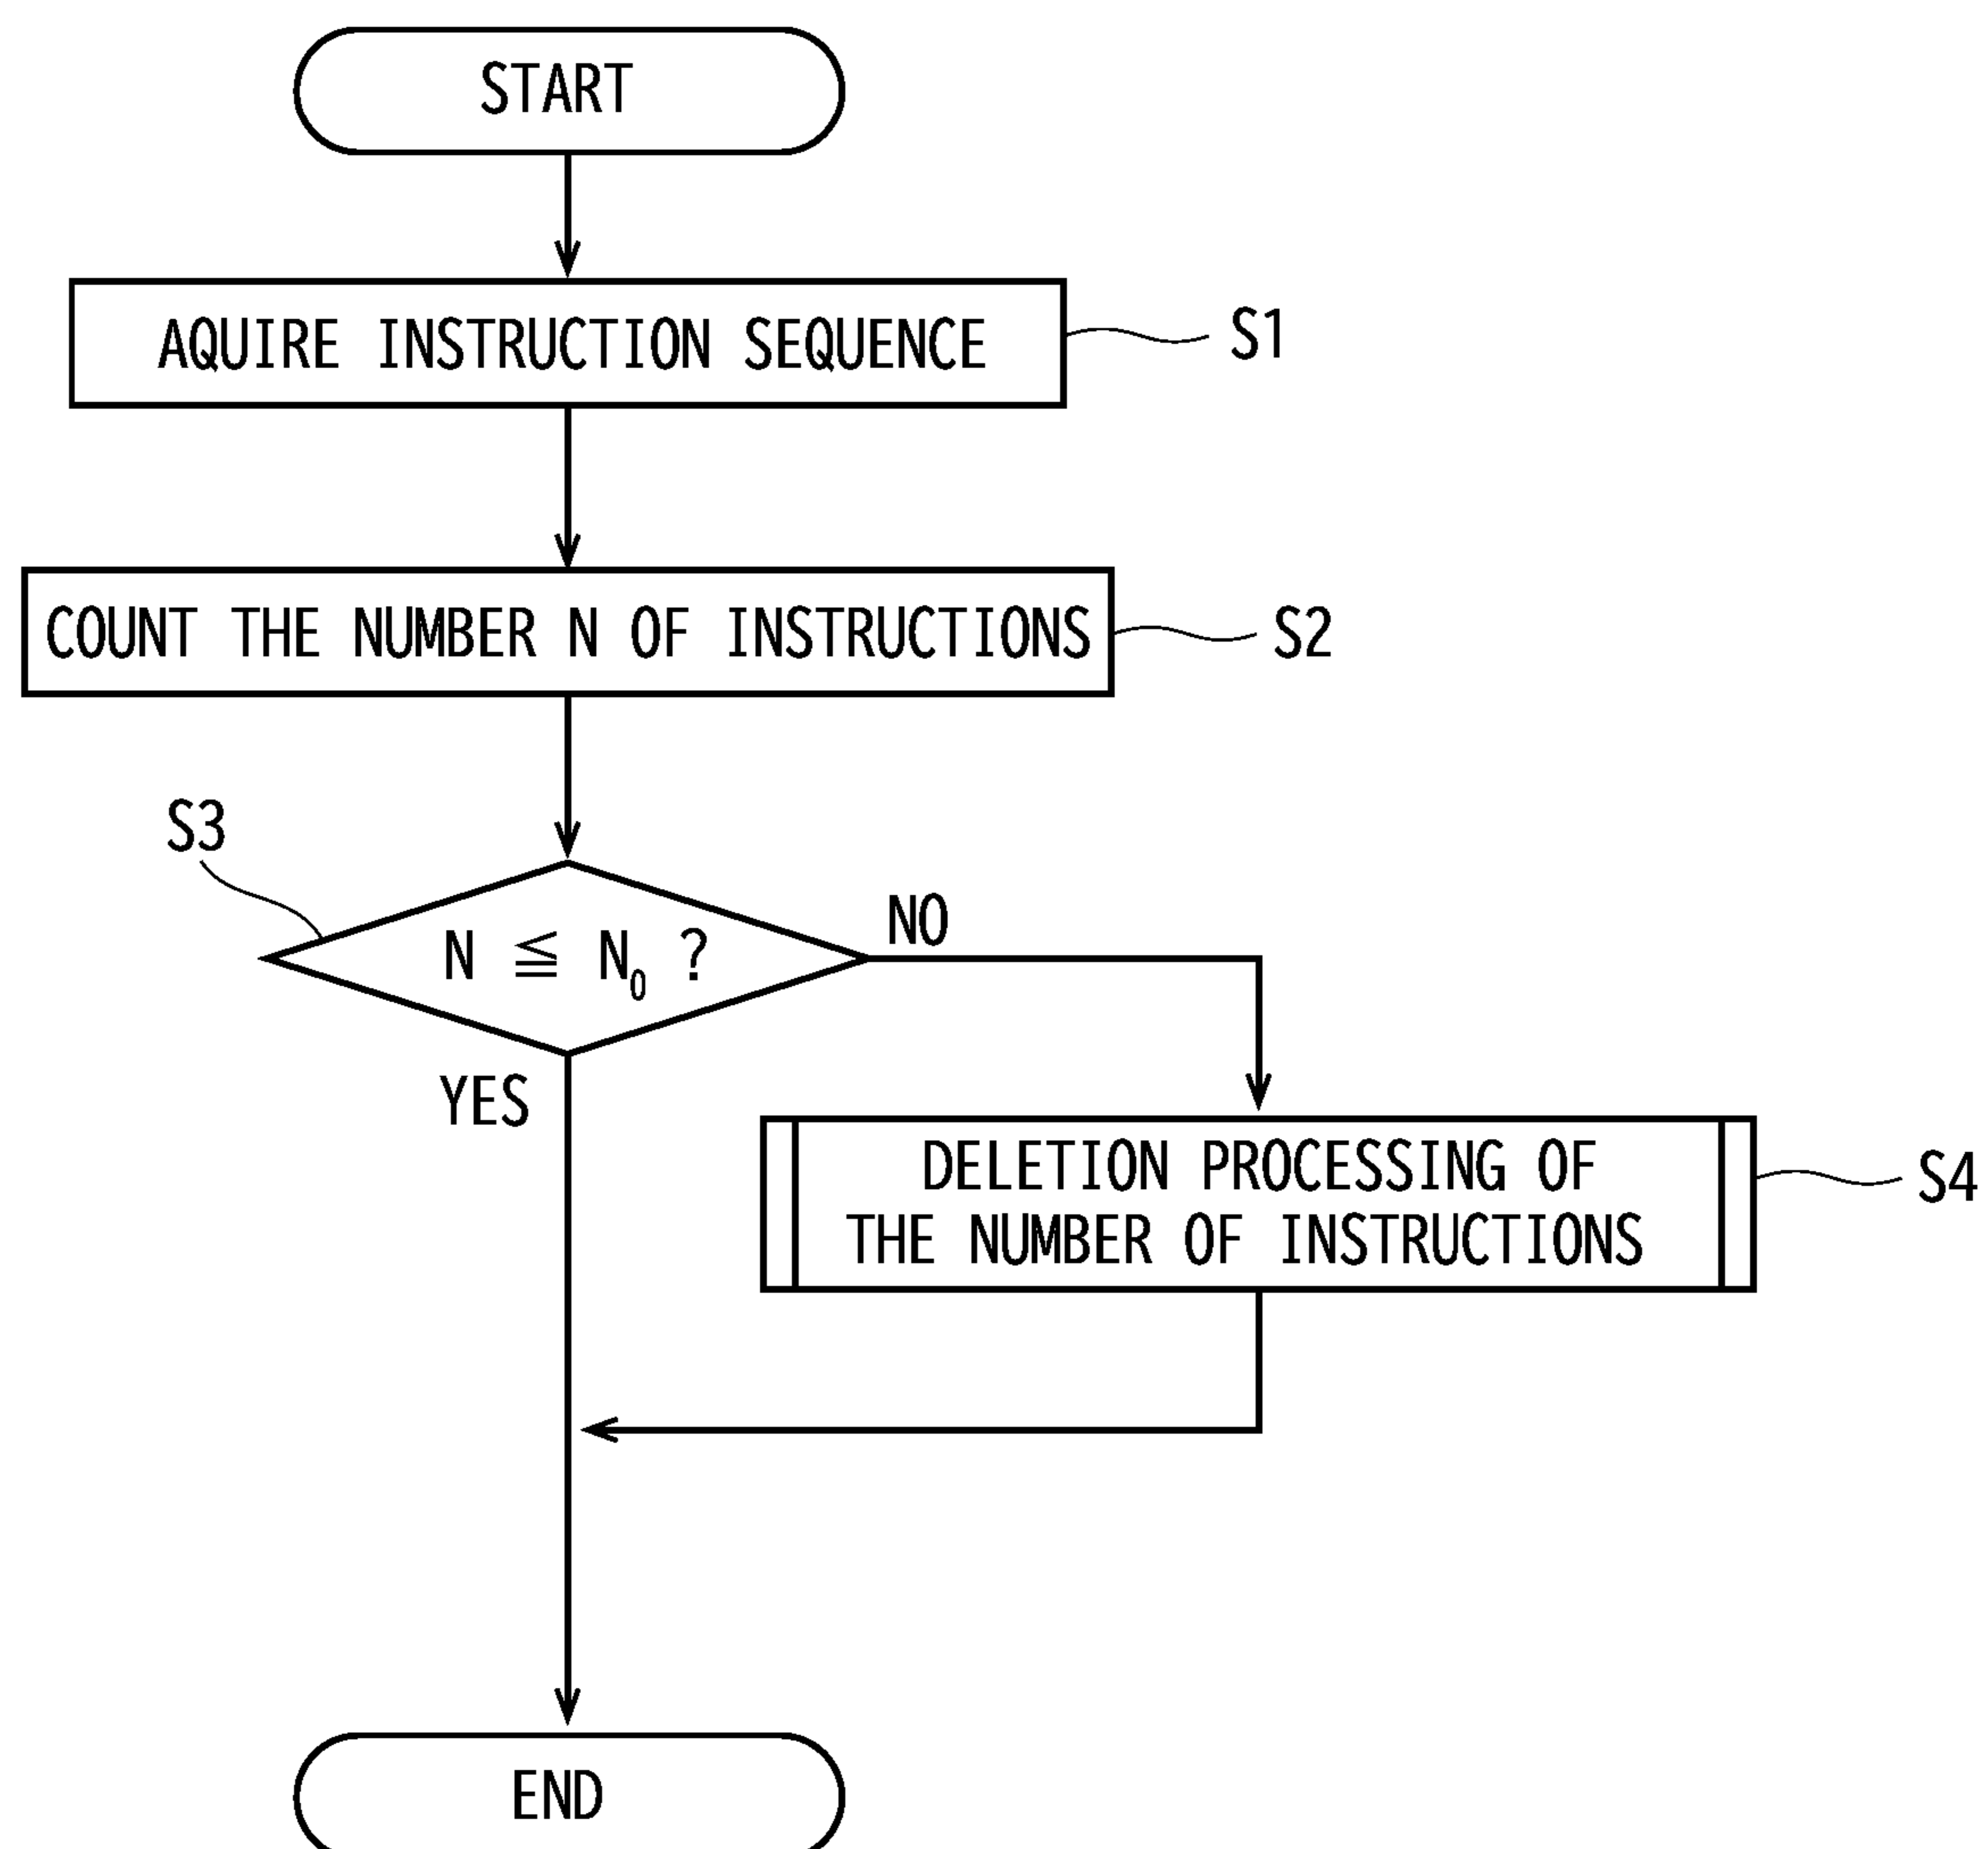 START
AQUIRE INSTRUCTION SEQUENCE
S1
COUNT THE NUMBER N OF INSTRUCTIONS
S2
S3
N ≦ N₀ ?
NO
YES
DELETION PROCESSING OF
THE NUMBER OF INSTRUCTIONS
S4
END